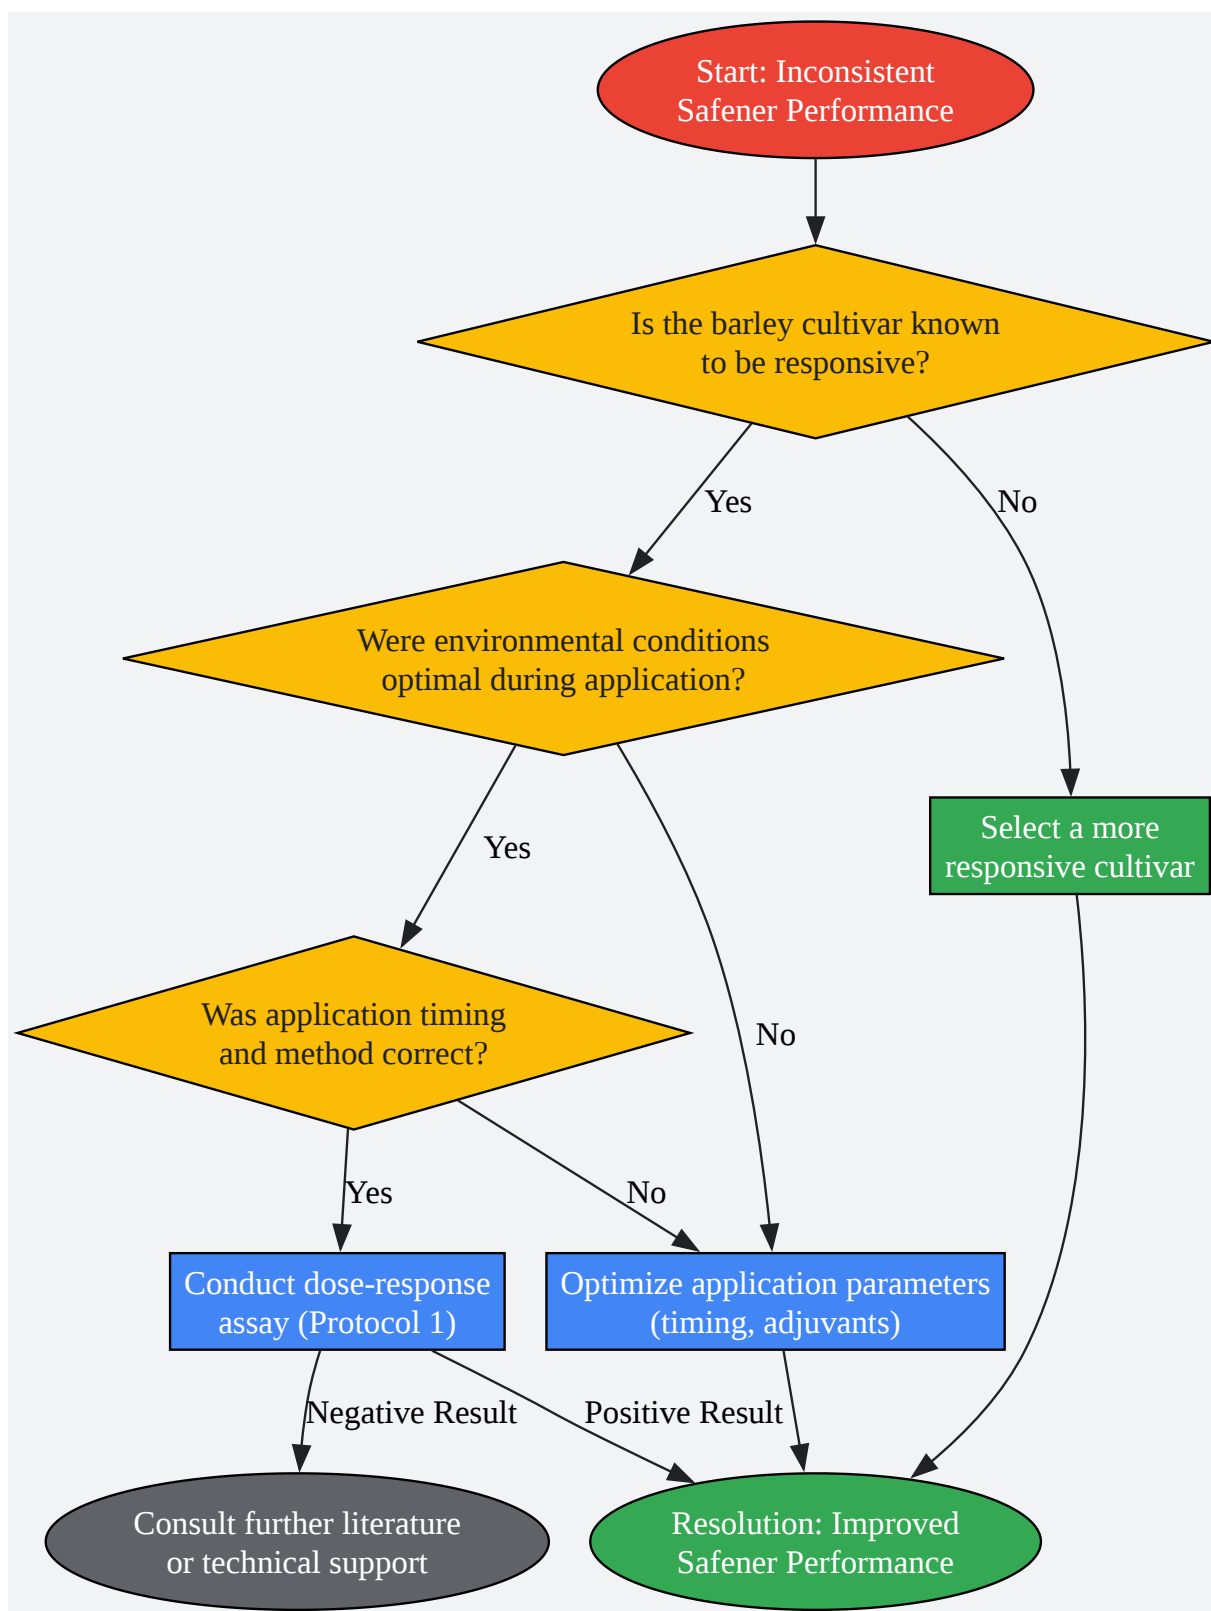 Start: Inconsistent
Safener Performance
Is the barley cultivar known
to be responsive?
Yes
No
Were environmental conditions
optimal during application?
Select a more
responsive cultivar
Yes
No
Was application timing
and method correct?
Yes
No
Conduct dose-response
assay (Protocol 1)
Optimize application parameters
(timing, adjuvants)
Negative Result
Positive Result
Consult further literature
or technical support
Resolution: Improved
Safener Performance